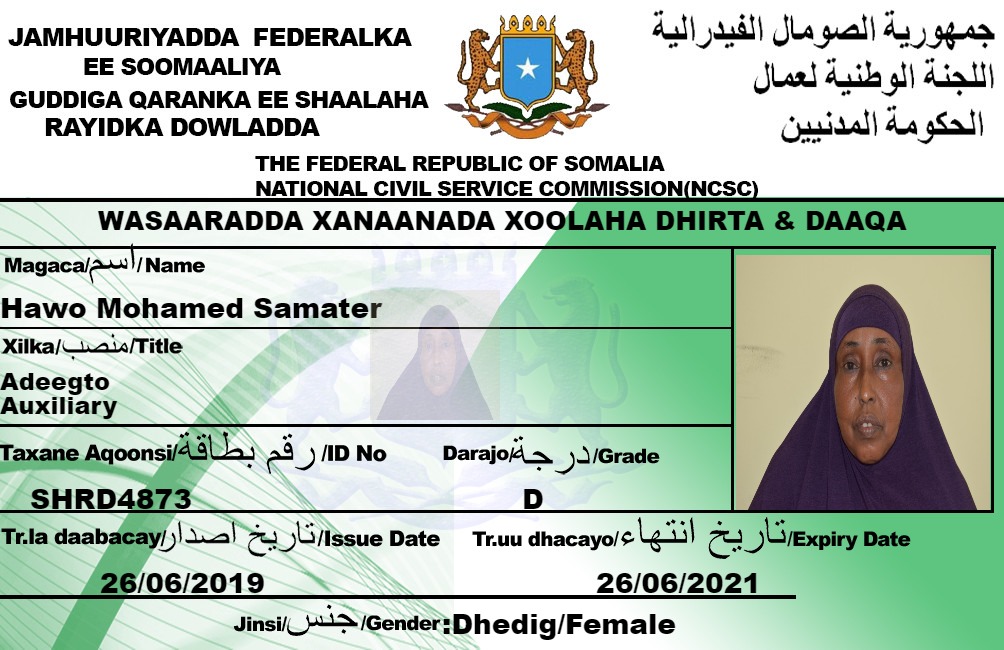 JAMHUURIYADDA FEDERALKA
EE SOOMAALIYA
GUDDIGA QARANKA EE SHAALAHA
RAYIDKA DOWLADDA
جمهورية الصومال الفيدرالية
اللجنة الوطنية لعمال
الحكومة المدنيين
THE FEDERAL REPUBLIC OF SOMALIA
NATIONAL CIVIL SERVICE COMMISSION(NCSC)
WASAARADDA XANAANADA XOOLAHA DHIRTA & DAAQA
Magaca/اسم/ Name
Hawo Mohamed Samater
Xilka/منصب/Title
Adeegto
Auxiliary
Taxane Aqoonsi/رقم بطاقة/ID No
Darajo/درجة/Grade
SHRD4873
D
Tr.la daabacay/تاريخ اصدار/Issue Date
Tr.uu dhacayo/تاريخ انتهاء/Expiry Date
26/06/2019
26/06/2021
Jinsi/جنس/Gender:Dhedig/Female